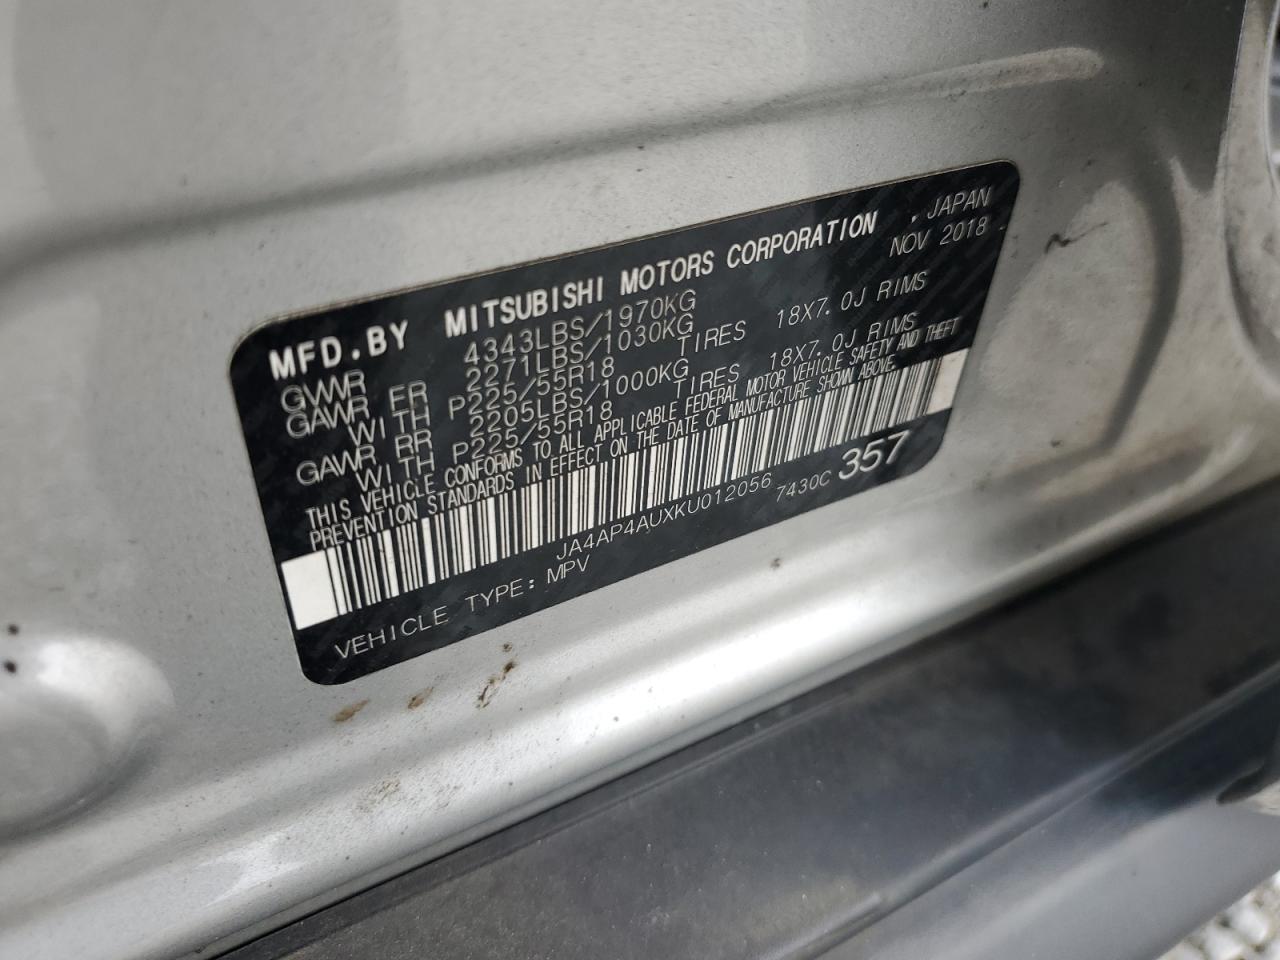 MFD.BY MITSUBISHI MOTORS CORPORATION , JAPAN
NOV 2018
GVWR 4343LBS/1970KG
GAWR FR 2271LBS/1030KG
WITH P225/55R18 TIRES 18X7.0J RIMS
GAWR RR 2205LBS/1000KG
WITH P225/55R18 TIRES 18X7.0J RIMS
THIS VEHICLE CONFORMS TO ALL APPLICABLE FEDERAL MOTOR VEHICLE SAFETY AND THEFT
PREVENTION STANDARDS IN EFFECT ON THE DATE OF MANUFACTURE SHOWN ABOVE.
JA4AP4AUXKU012056 7430C 357
VEHICLE TYPE: MPV